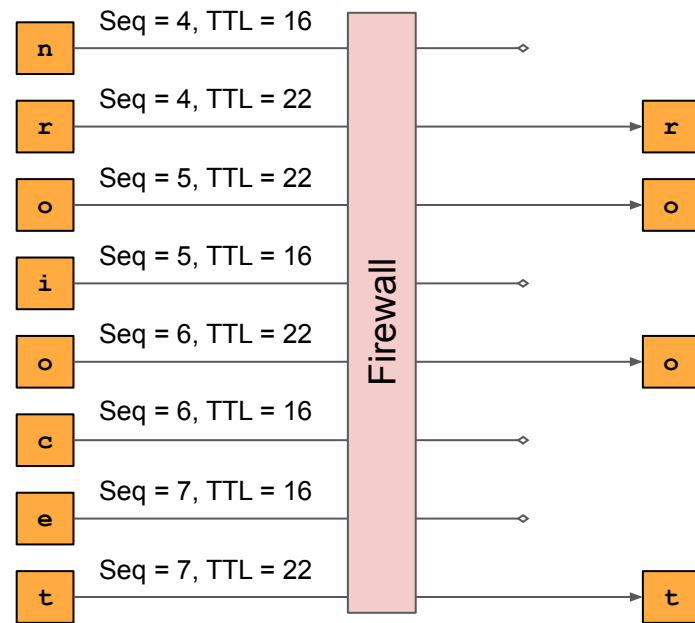 n Seq = 4, TTL = 16
r Seq = 4, TTL = 22 r
o Seq = 5, TTL = 22 o
i Seq = 5, TTL = 16
o Seq = 6, TTL = 22 o
c Seq = 6, TTL = 16
e Seq = 7, TTL = 16
t Seq = 7, TTL = 22 t
Firewall